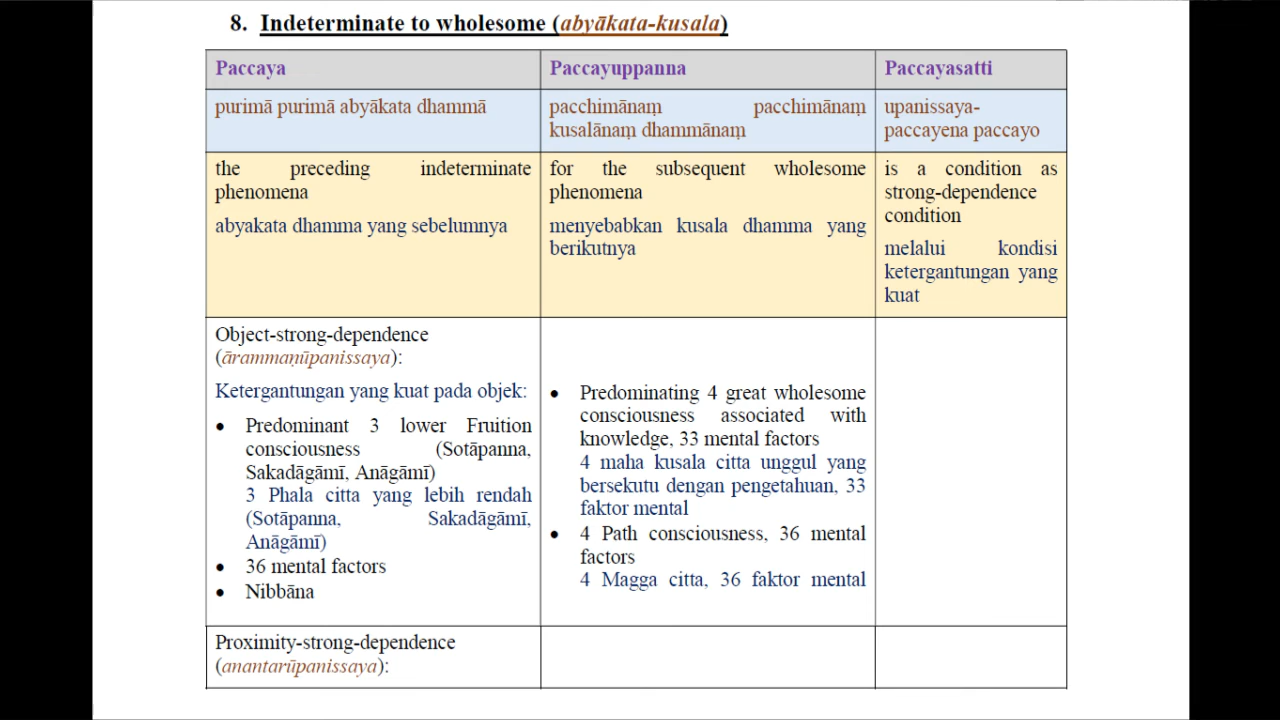 8. Indeterminate to wholesome (abyākata-kusala)
Paccaya
Paccayuppanna
Paccayasatti
purimā purimā abyākata dhammā
pacchimānaṃ pacchimānaṃ
kusalānaṃ dhammānaṃ
upanissaya-
paccayena paccayo
the preceding indeterminate
phenomena
abyakata dhamma yang sebelumnya
for the subsequent wholesome
phenomena
menyebabkan kusala dhamma yang
berikutnya
is a condition as
strong-dependence
condition
melalui kondisi
ketergantungan yang
kuat
Object-strong-dependence
(ārammaṇūpanissaya):
Ketergantungan yang kuat pada objek:
• Predominant 3 lower Fruition
consciousness (Sotāpanna,
Sakadāgāmī, Anāgāmī)
3 Phala citta yang lebih rendah
(Sotāpanna, Sakadāgāmī,
Anāgāmī)
• 36 mental factors
• Nibbāna
• Predominating 4 great wholesome
consciousness associated with
knowledge, 33 mental factors
4 maha kusala citta unggul yang
bersekutu dengan pengetahuan, 33
faktor mental
• 4 Path consciousness, 36 mental
factors
4 Magga citta, 36 faktor mental
Proximity-strong-dependence
(anantarūpanissaya):